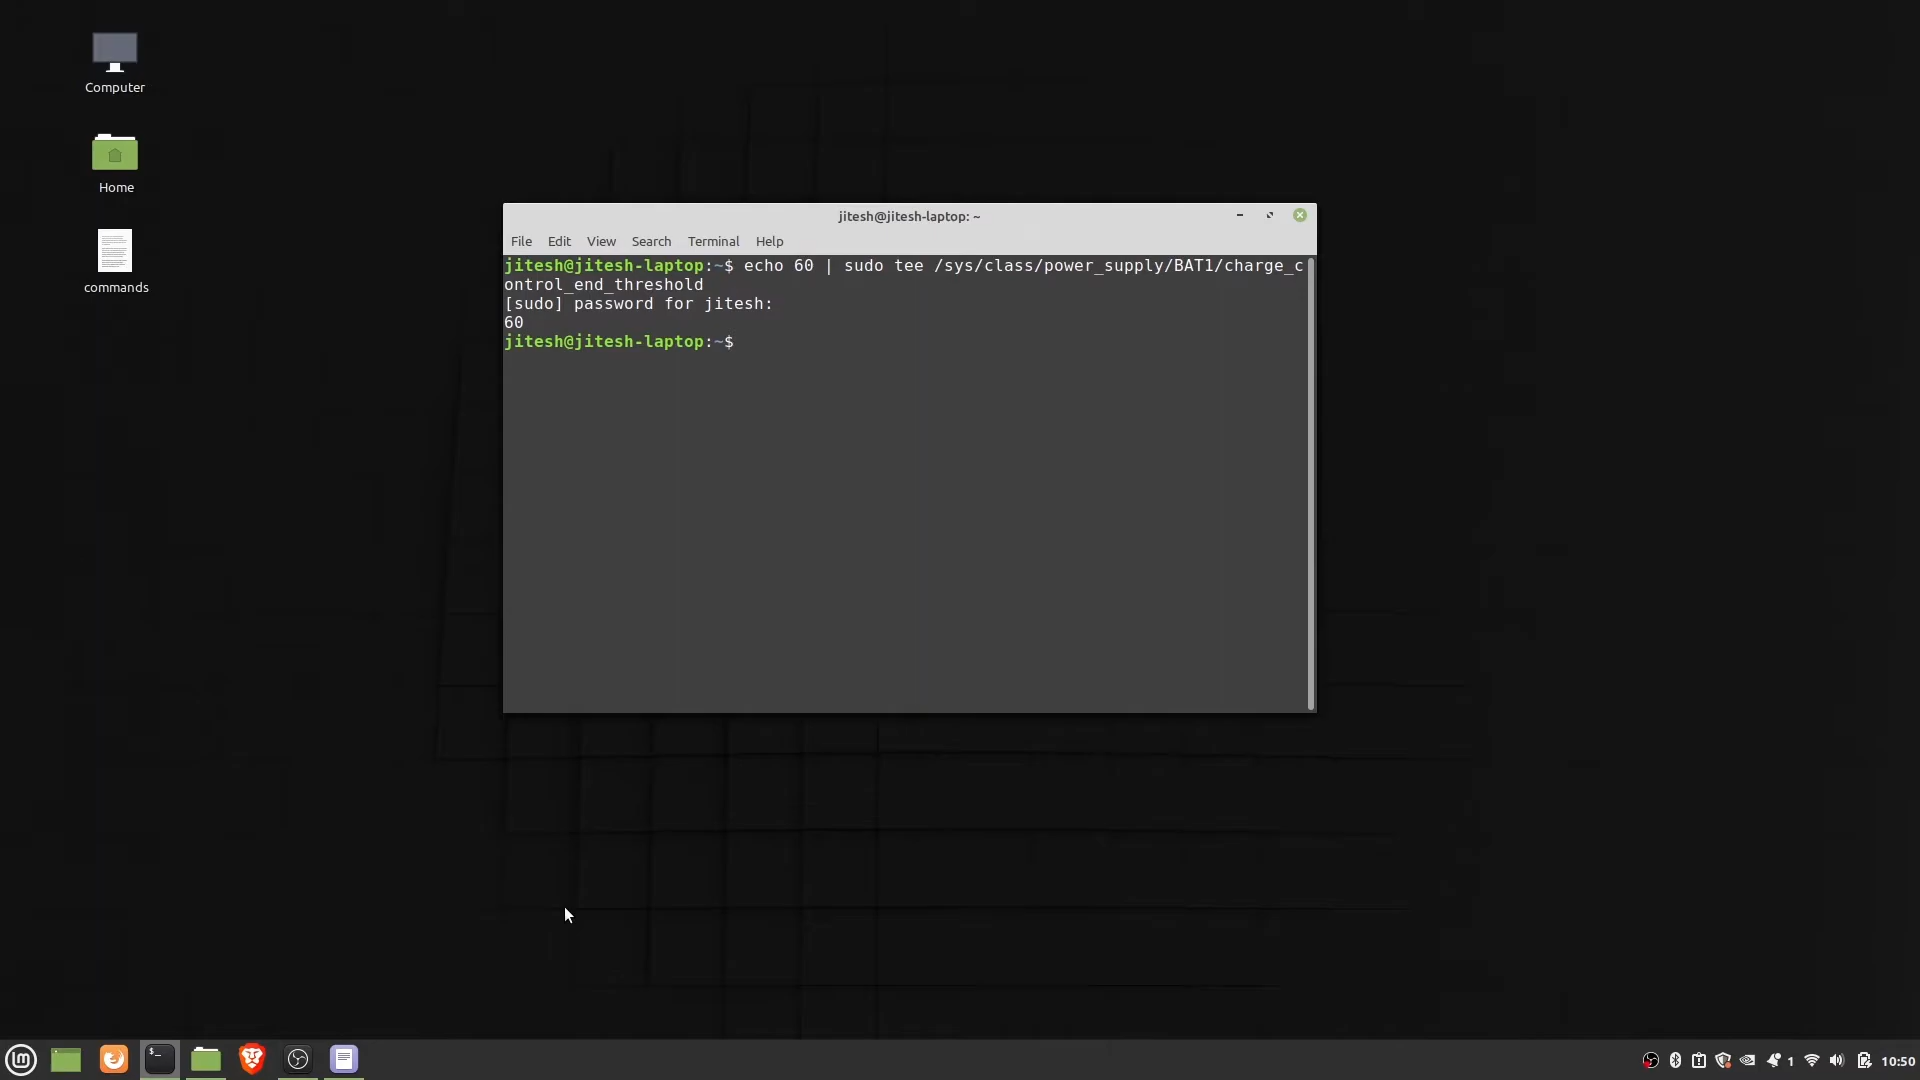 Computer
Home
commands
jitesh@jitesh-laptop: ~
File Edit View Search Terminal Help
jitesh@jitesh-laptop:~$ echo 60 | sudo tee /sys/class/power_supply/BAT1/charge_c
ontrol_end_threshold
[sudo] password for jitesh:
60
jitesh@jitesh-laptop:~$
1
10:50